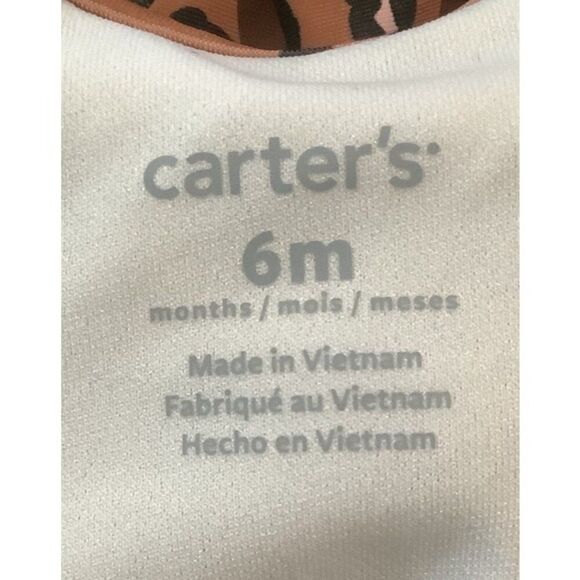 carter's.
6m
months / mois / meses
Made in Vietnam
Fabriqué au Vietnam
Hecho en Vietnam